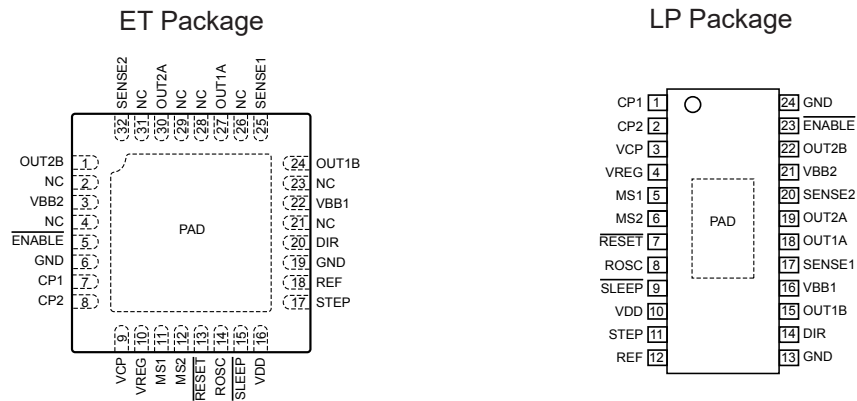 ET Package
SENSE2
NC
OUT2A
NC
NC
OUT1A
NC
SENSE1
32
31
30
29
28
27
26
25
OUT2B 1
NC 2
VBB2 3
NC 4
ENABLE 5
GND 6
CP1 7
CP2 8
PAD
24 OUT1B
23 NC
22 VBB1
21 NC
20 DIR
19 GND
18 REF
17 STEP
9
10
11
12
13
14
15
16
VCP
VREG
MS1
MS2
RESET
ROSC
SLEEP
VDD
LP Package
CP1 1
CP2 2
VCP 3
VREG 4
MS1 5
MS2 6
RESET 7
ROSC 8
SLEEP 9
VDD 10
STEP 11
REF 12
PAD
24 GND
23 ENABLE
22 OUT2B
21 VBB2
20 SENSE2
19 OUT2A
18 OUT1A
17 SENSE1
16 VBB1
15 OUT1B
14 DIR
13 GND